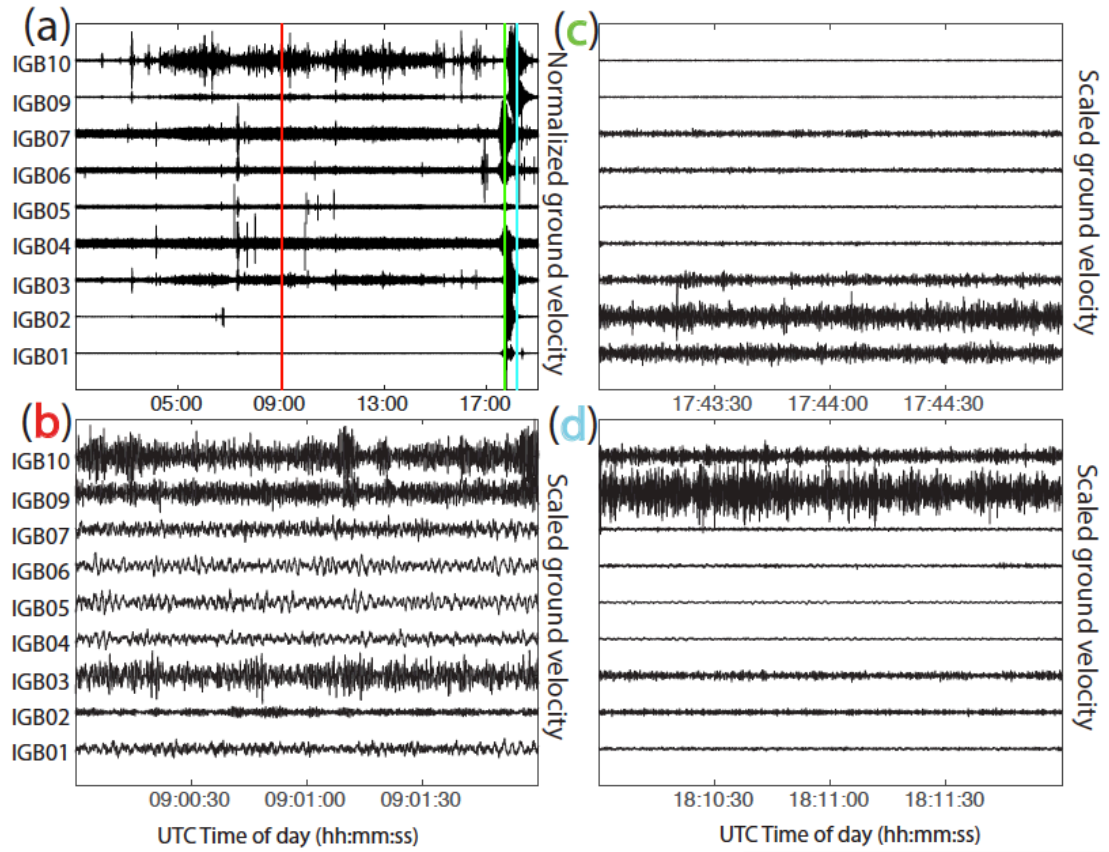 (a)
IGB10
IGB09
IGB07
IGB06
IGB05
IGB04
IGB03
IGB02
IGB01
Normalized ground velocity
05:00 09:00 13:00 17:00
(c)
Scaled ground velocity
17:43:30 17:44:00 17:44:30
(b)
IGB10
IGB09
IGB07
IGB06
IGB05
IGB04
IGB03
IGB02
IGB01
Scaled ground velocity
09:00:30 09:01:00 09:01:30
UTC Time of day (hh:mm:ss)
(d)
Scaled ground velocity
18:10:30 18:11:00 18:11:30
UTC Time of day (hh:mm:ss)